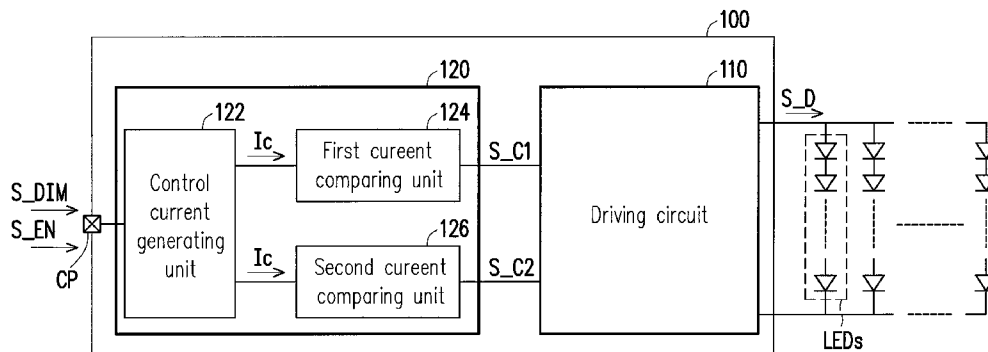 100
120
110
122
124
S_D
Ic
First cureent
comparing unit
S_C1
S_DIM
S_EN
CP
Control
current
generating
unit
Driving circuit
126
Ic
Second cureent
comparing unit
S_C2
LEDs